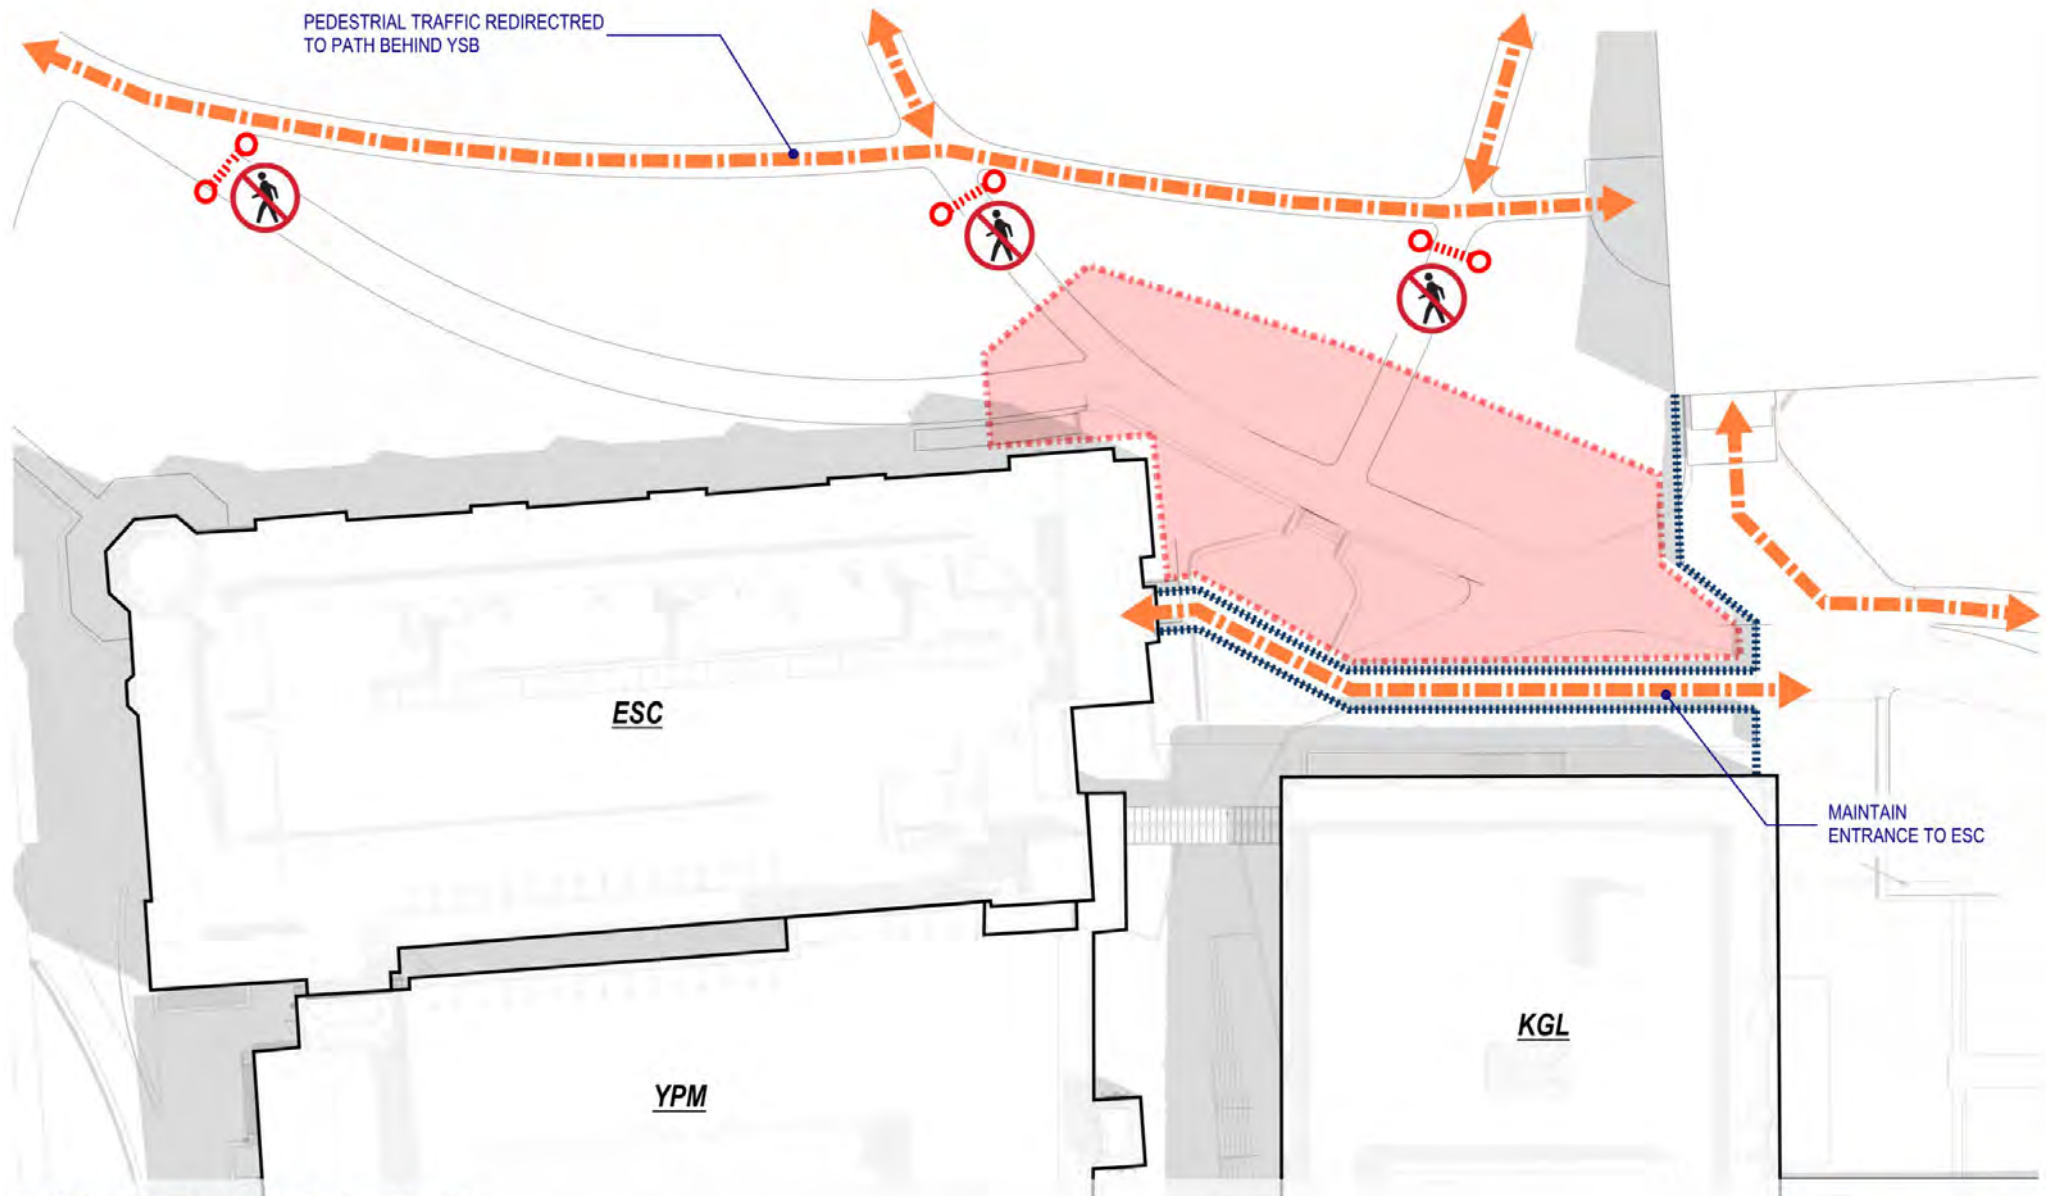 PEDESTRIAL TRAFFIC REDIRECTRED
TO PATH BEHIND YSB
ESC
MAINTAIN
ENTRANCE TO ESC
KGL
YPM